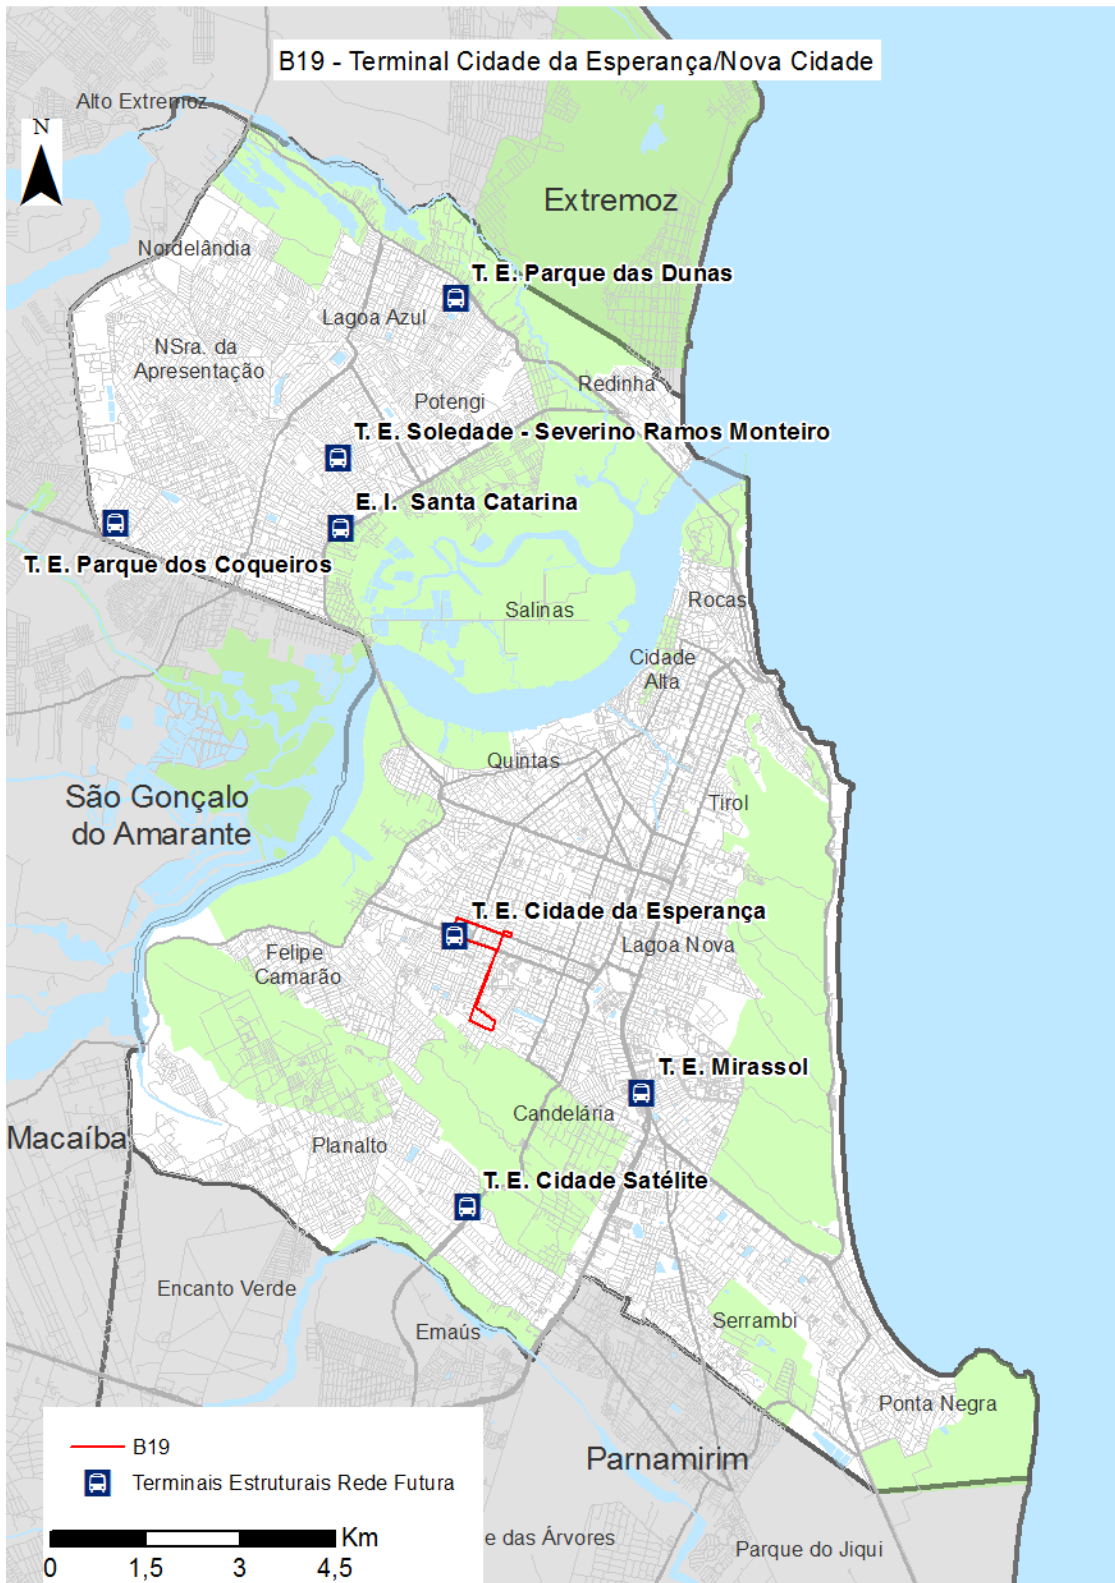 B19 - Terminal Cidade da Esperança/Nova Cidade
Alto Extremoz
N
Extremoz
Nordelândia
T. E. Parque das Dunas
Lagoa Azul
NSra. da
Apresentação
Redinha
Potengi
T. E. Soledade - Severino Ramos Monteiro
E. I. Santa Catarina
T. E. Parque dos Coqueiros
Rocas
Salinas
Cidade
Alta
Quintas
São Gonçalo
do Amarante
Tirol
T. E. Cidade da Esperança
Lagoa Nova
Felipe
Camarão
T. E. Mirassol
Candelária
Macaíba
Planalto
T. E. Cidade Satélite
Encanto Verde
Serrambi
Emaús
Ponta Negra
B19
Parnamirim
Terminais Estruturais Rede Futura
Km
e das Árvores
Parque do Jiqui
0 1,5 3 4,5